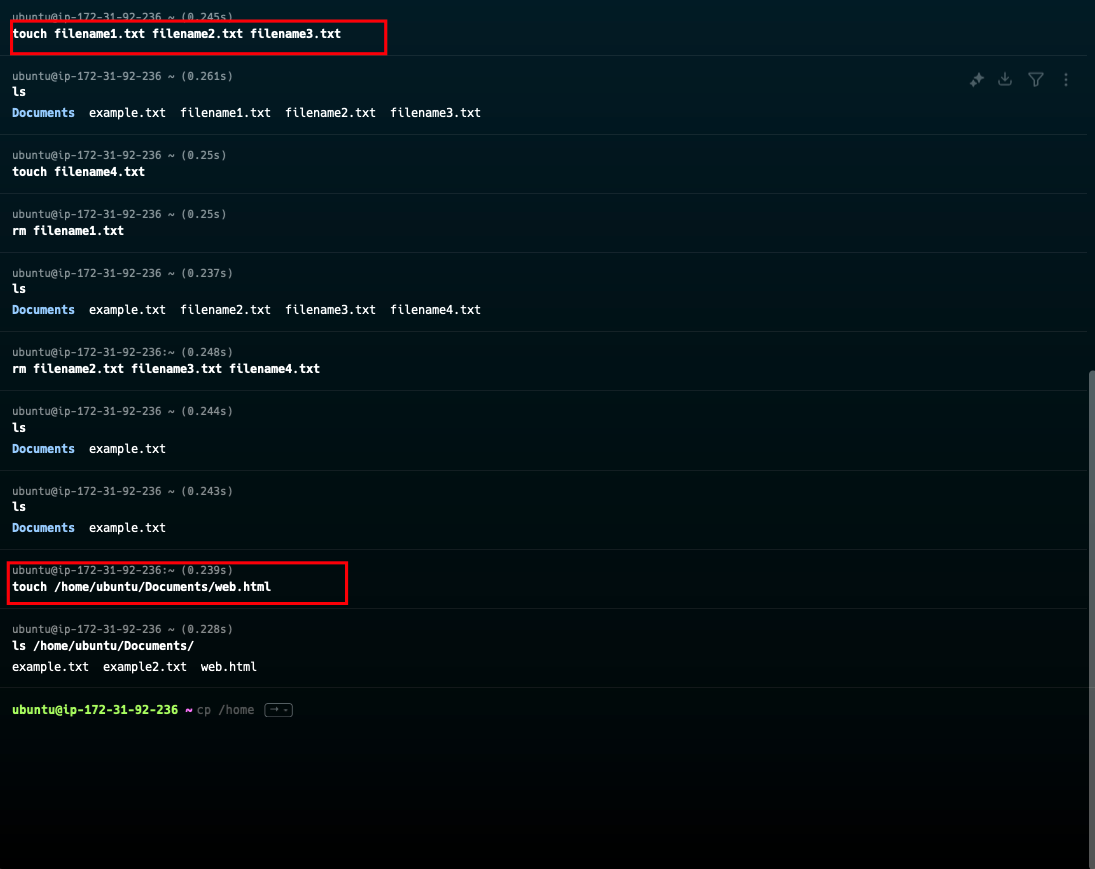 ubuntu@ip-172-31-92-236 ~ (0.245s)
touch filename1.txt filename2.txt filename3.txt
ubuntu@ip-172-31-92-236 ~ (0.261s)
ls
Documents  example.txt  filename1.txt  filename2.txt  filename3.txt
ubuntu@ip-172-31-92-236 ~ (0.25s)
touch filename4.txt
ubuntu@ip-172-31-92-236 ~ (0.25s)
rm filename1.txt
ubuntu@ip-172-31-92-236 ~ (0.237s)
ls
Documents  example.txt  filename2.txt  filename3.txt  filename4.txt
ubuntu@ip-172-31-92-236:~ (0.248s)
rm filename2.txt filename3.txt filename4.txt
ubuntu@ip-172-31-92-236 ~ (0.244s)
ls
Documents  example.txt
ubuntu@ip-172-31-92-236 ~ (0.243s)
ls
Documents  example.txt
ubuntu@ip-172-31-92-236:~ (0.239s)
touch /home/ubuntu/Documents/web.html
ubuntu@ip-172-31-92-236 ~ (0.228s)
ls /home/ubuntu/Documents/
example.txt  example2.txt  web.html
ubuntu@ip-172-31-92-236 ~ cp /home